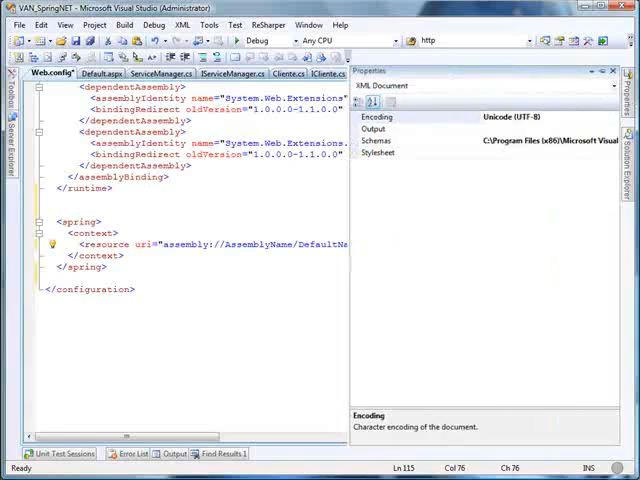 VAN_SpringNET - Microsoft Visual Studio (Administrator)
File Edit View Project Build Debug XML Tools Test ReSharper Window Help
Debug Any CPU http
Web.config* Default.aspx ServiceManager.cs IServiceManager.cs Cliente.cs ICliente.cs
Toolbox
Server Explorer
<dependentAssembly>
<assemblyIdentity name="System.Web.Extensions"
<bindingRedirect oldVersion="1.0.0.0-1.1.0.0"
</dependentAssembly>
<dependentAssembly>
<assemblyIdentity name="System.Web.Extensions.
<bindingRedirect oldVersion="1.0.0.0-1.1.0.0"
</dependentAssembly>
</assemblyBinding>
</runtime>
<spring>
<context>
<resource uri="assembly://AssemblyName/DefaultNa
</context>
</spring>
</configuration>
Properties
XML Document
Encoding Unicode (UTF-8)
Output
Schemas C:\Program Files (x86)\Microsoft Visual
Stylesheet
Encoding
Character encoding of the document.
Properties
Solution Explorer
Unit Test Sessions Error List Output Find Results 1
Ready Ln 115 Col 76 Ch 76 INS